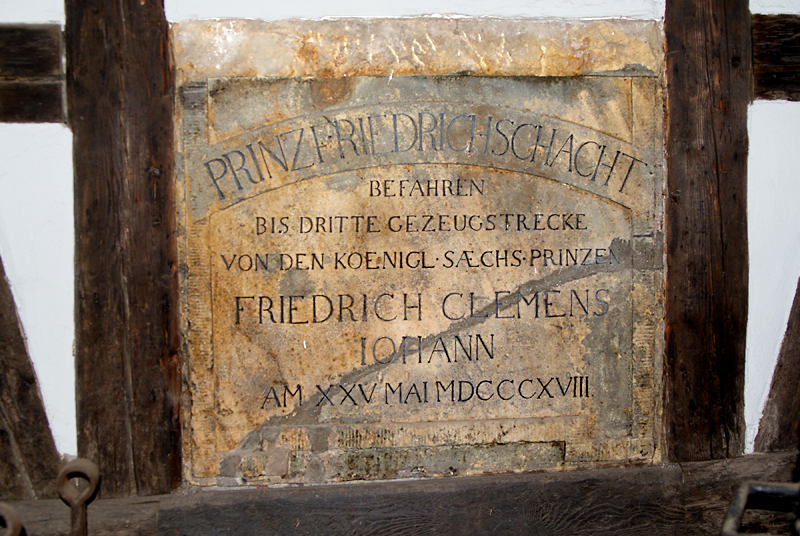 PRINZ FRIEDRICHSCHACHT
BEFAHREN
BIS DRITTE GEZEUGSTRECKE
VON DEN KOENIGL·SÆCHS·PRINZEN
FRIEDRICH CLEMENS
IOHANN
AM XXV MAI MDCCCXVIII.